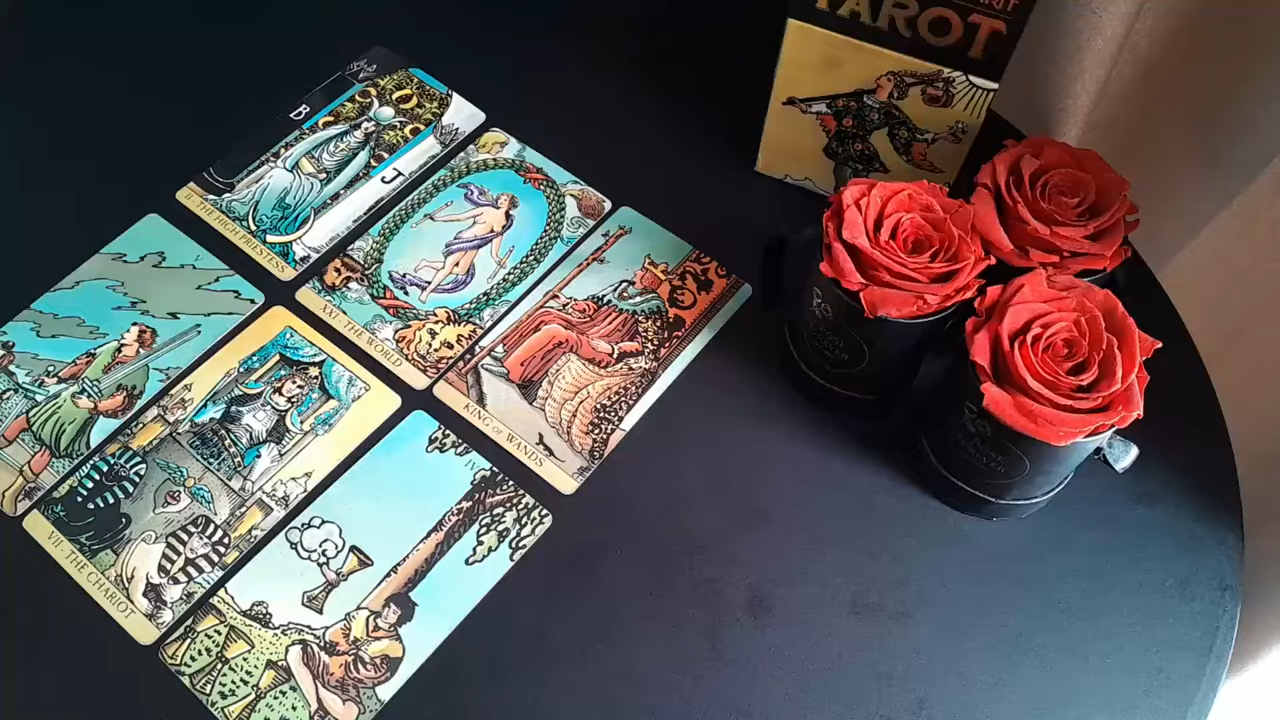 TAROT
B
J
II - THE HIGH PRIESTESS
XXI - THE WORLD
KING OF WANDS
V
VII - THE CHARIOT
IV